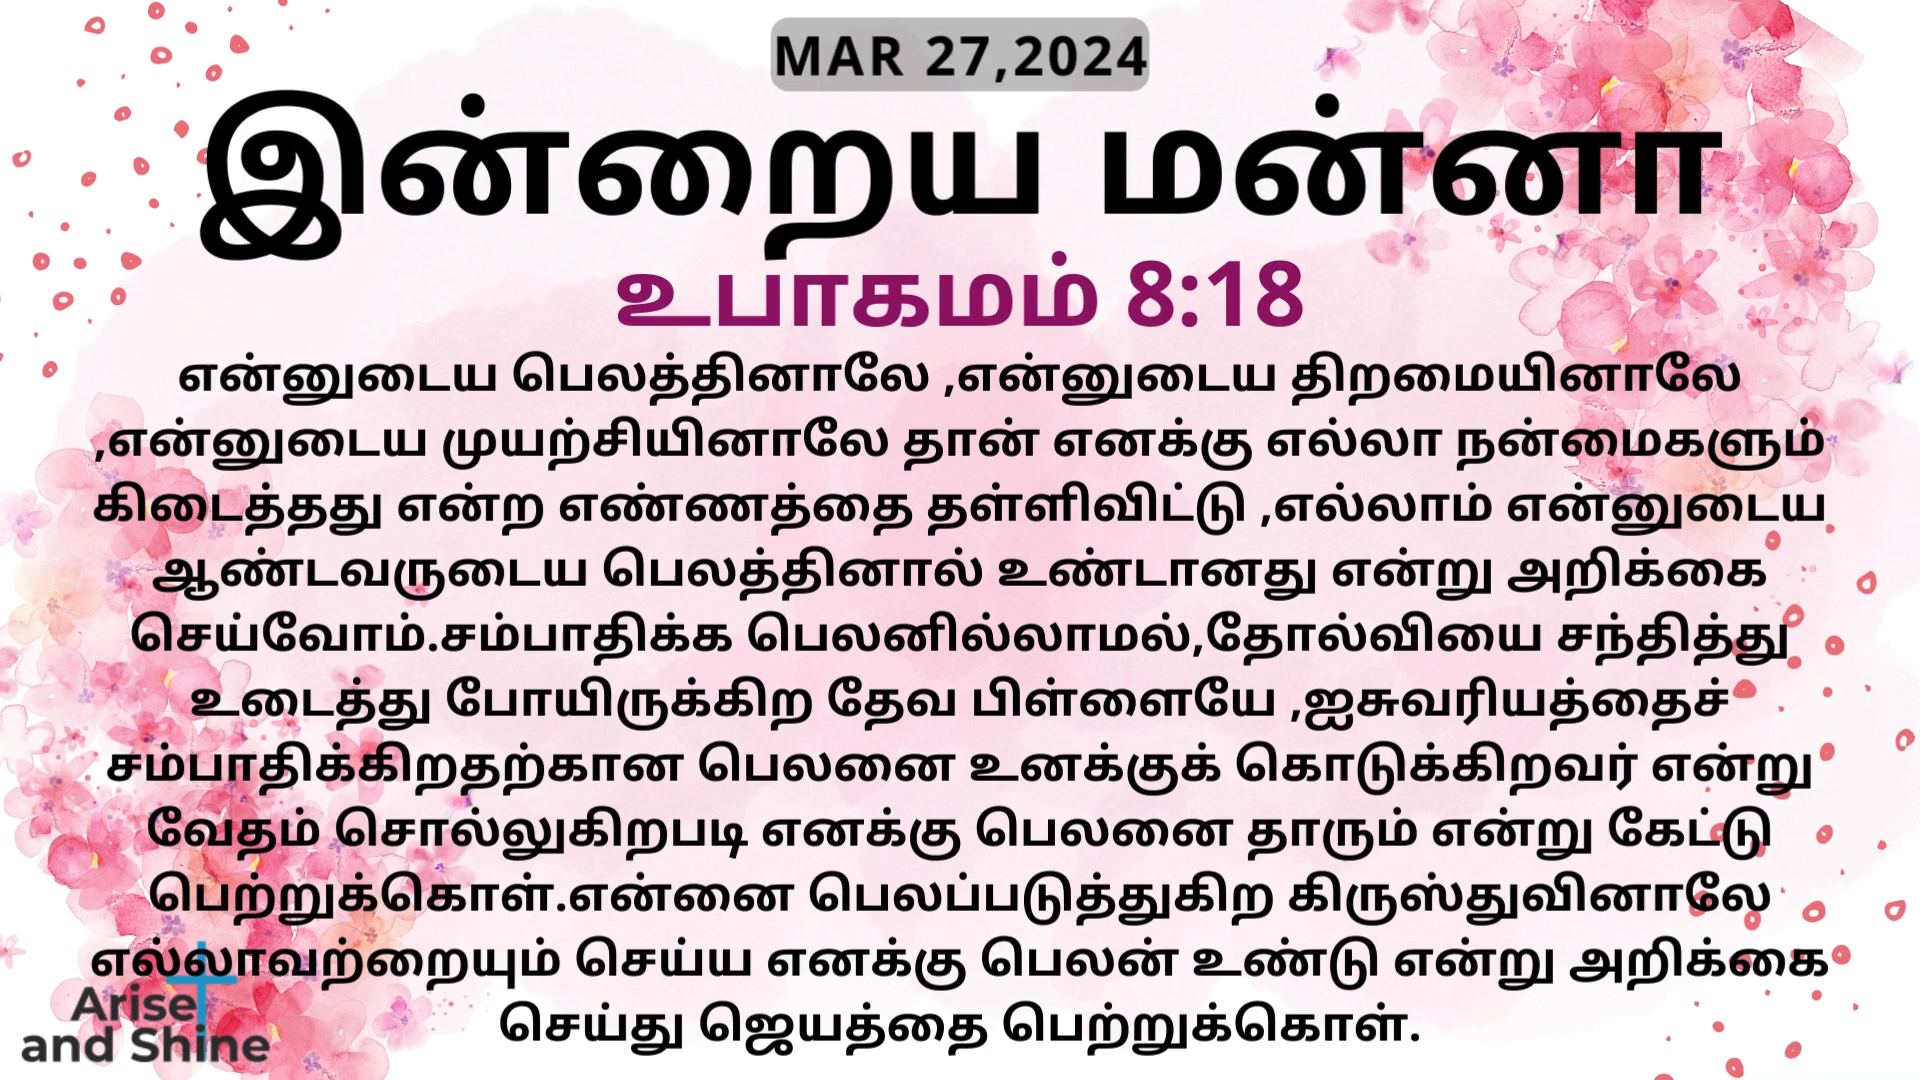 MAR 27,2024
இன்றைய மன்னா
உபாகமம் 8:18
என்னுடைய பெலத்தினாலே ,என்னுடைய திறமையினாலே
,என்னுடைய முயற்சியினாலே தான் எனக்கு எல்லா நன்மைகளும்
கிடைத்தது என்ற எண்ணத்தை தள்ளிவிட்டு ,எல்லாம் என்னுடைய
ஆண்டவருடைய பெலத்தினால் உண்டானது என்று அறிக்கை
செய்வோம்.சம்பாதிக்க பெலனில்லாமல்,தோல்வியை சந்தித்து
உடைத்து போயிருக்கிற தேவ பிள்ளையே ,ஐசுவரியத்தைச்
சம்பாதிக்கிறதற்கான பெலனை உனக்குக் கொடுக்கிறவர் என்று
வேதம் சொல்லுகிறபடி எனக்கு பெலனை தாரும் என்று கேட்டு
பெற்றுக்கொள்.என்னை பெலப்படுத்துகிற கிருஸ்துவினாலே
எல்லாவற்றையும் செய்ய எனக்கு பெலன் உண்டு என்று அறிக்கை
செய்து ஜெயத்தை பெற்றுக்கொள்.
Arise
and Shine